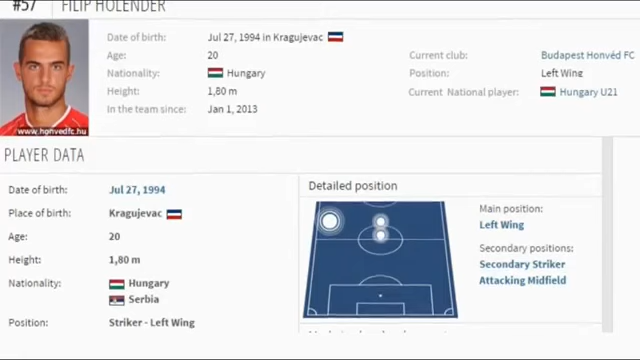 #57 FILIP HOLENDER
Date of birth: Jul 27, 1994 in Kragujevac
Age: 20
Current club: Budapest Honvéd FC
Nationality: Hungary
Position: Left Wing
Height: 1,80 m
Current National player: Hungary U21
In the team since: Jan 1, 2013
www.honvedfc.hu
PLAYER DATA
Date of birth: Jul 27, 1994
Place of birth: Kragujevac
Age: 20
Height: 1,80 m
Nationality: Hungary
Serbia
Position: Striker - Left Wing
Detailed position
Main position:
Left Wing
Secondary positions:
Secondary Striker
Attacking Midfield